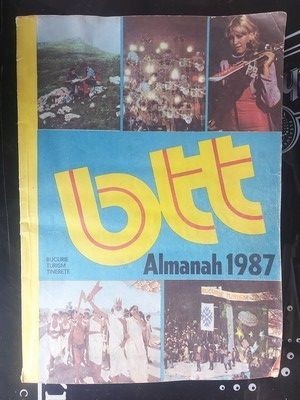 btt
BUCURIE
TURISM
TINERETE
Almanah 1987